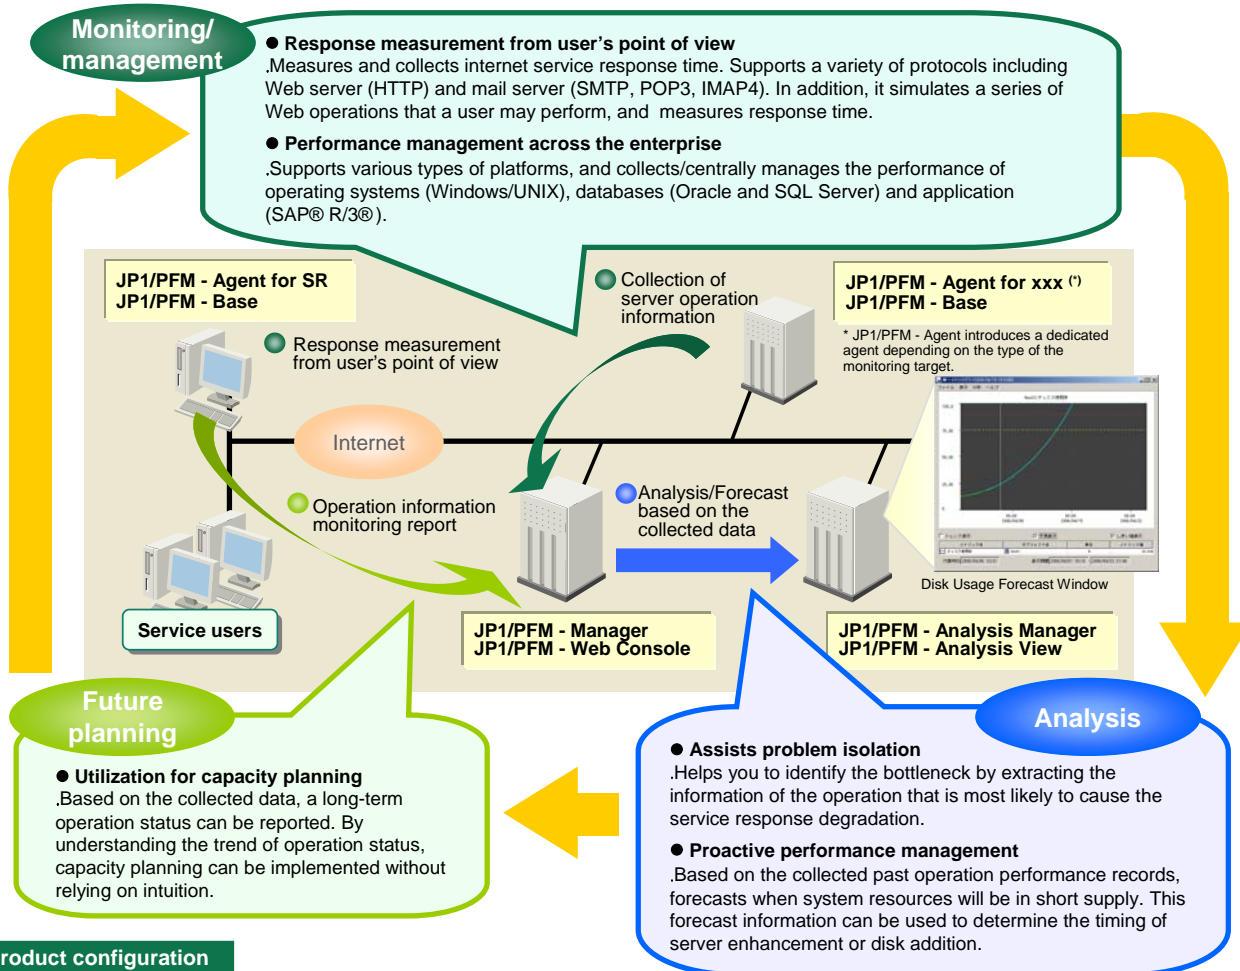 Monitoring/
management
● Response measurement from user's point of view
.Measures and collects internet service response time. Supports a variety of protocols including
Web server (HTTP) and mail server (SMTP, POP3, IMAP4). In addition, it simulates a series of
Web operations that a user may perform, and measures response time.
● Performance management across the enterprise
.Supports various types of platforms, and collects/centrally manages the performance of
operating systems (Windows/UNIX), databases (Oracle and SQL Server) and application
(SAP® R/3®).
JP1/PFM - Agent for SR
JP1/PFM - Base
Collection of
server operation
information
JP1/PFM - Agent for xxx (*)
JP1/PFM - Base
* JP1/PFM - Agent introduces a dedicated
agent depending on the type of the
monitoring target.
Response measurement
from user's point of view
Internet
Operation information
monitoring report
Analysis/Forecast
based on the
collected data
Disk Usage Forecast Window
Service users
JP1/PFM - Manager
JP1/PFM - Web Console
JP1/PFM - Analysis Manager
JP1/PFM - Analysis View
Future
planning
● Utilization for capacity planning
.Based on the collected data, a long-term
operation status can be reported. By
understanding the trend of operation status,
capacity planning can be implemented without
relying on intuition.
Analysis
● Assists problem isolation
.Helps you to identify the bottleneck by extracting the
information of the operation that is most likely to cause the
service response degradation.
● Proactive performance management
.Based on the collected past operation performance records,
forecasts when system resources will be in short supply. This
forecast information can be used to determine the timing of
server enhancement or disk addition.
roduct configuration